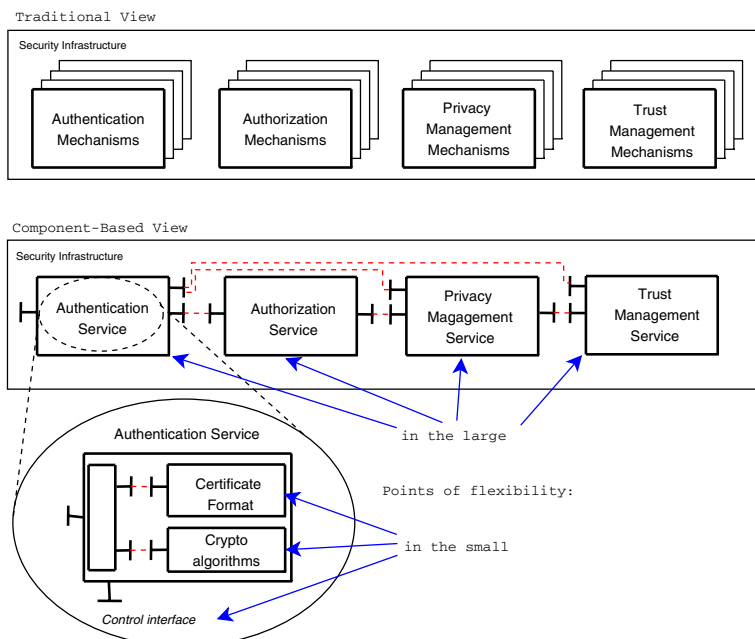 Traditional View
Security Infrastructure
Authentication
Mechanisms
Authorization
Mechanisms
Privacy
Management
Mechanisms
Trust
Management
Mechanisms
Component-Based View
Security Infrastructure
Authentication
Service
Authorization
Service
Privacy
Magagement
Service
Trust
Management
Service
in the large
Authentication Service
Certificate
Format
Crypto
algorithms
Control interface
Points of flexibility:
in the small